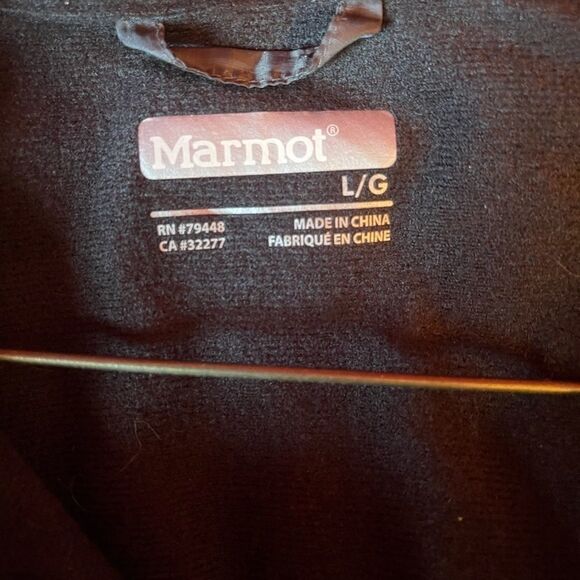 Marmot®
L/G
RN #79448 MADE IN CHINA
CA #32277 FABRIQUÉ EN CHINE